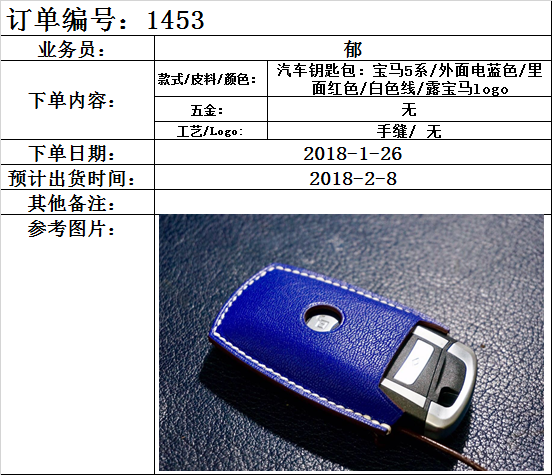 订单编号：1453
业务员：
郁
下单内容：
款式/皮料/颜色：
汽车钥匙包：宝马5系/外面电蓝色/里
面红色/白色线/露宝马logo
五金：
无
工艺/Logo:
手缝/ 无
下单日期：
2018-1-26
预计出货时间：
2018-2-8
其他备注：
参考图片：